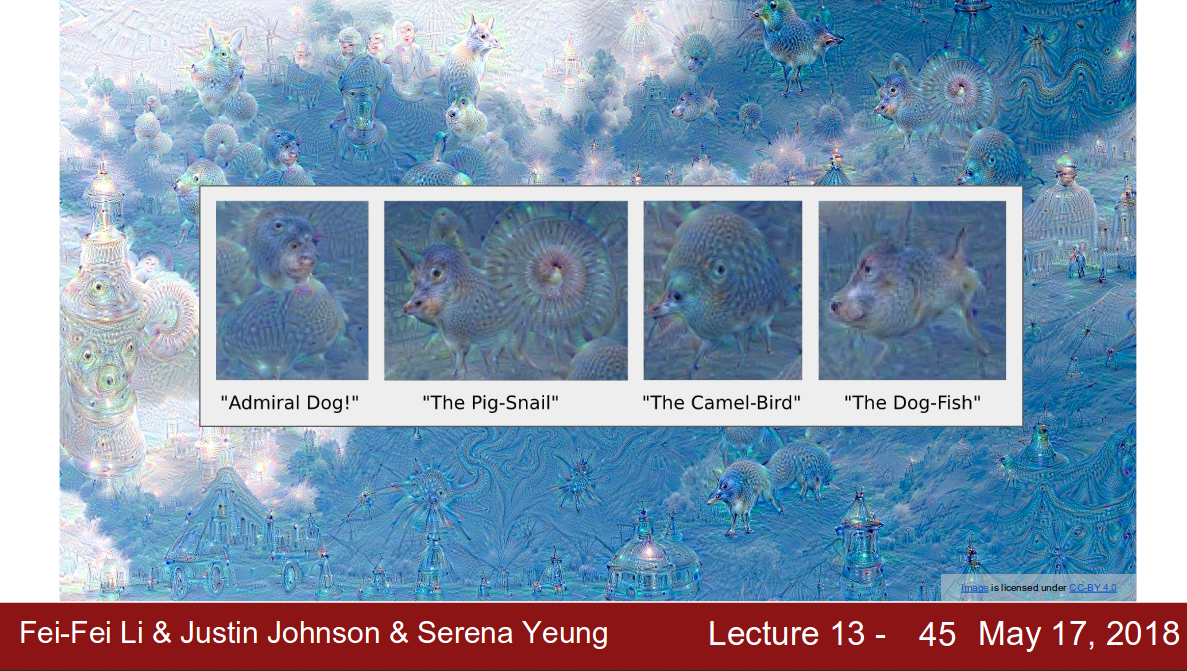 "Admiral Dog!" "The Pig-Snail" "The Camel-Bird" "The Dog-Fish"
Image is licensed under CC-BY 4.0
Fei-Fei Li & Justin Johnson & Serena Yeung Lecture 13 - 45 May 17, 2018